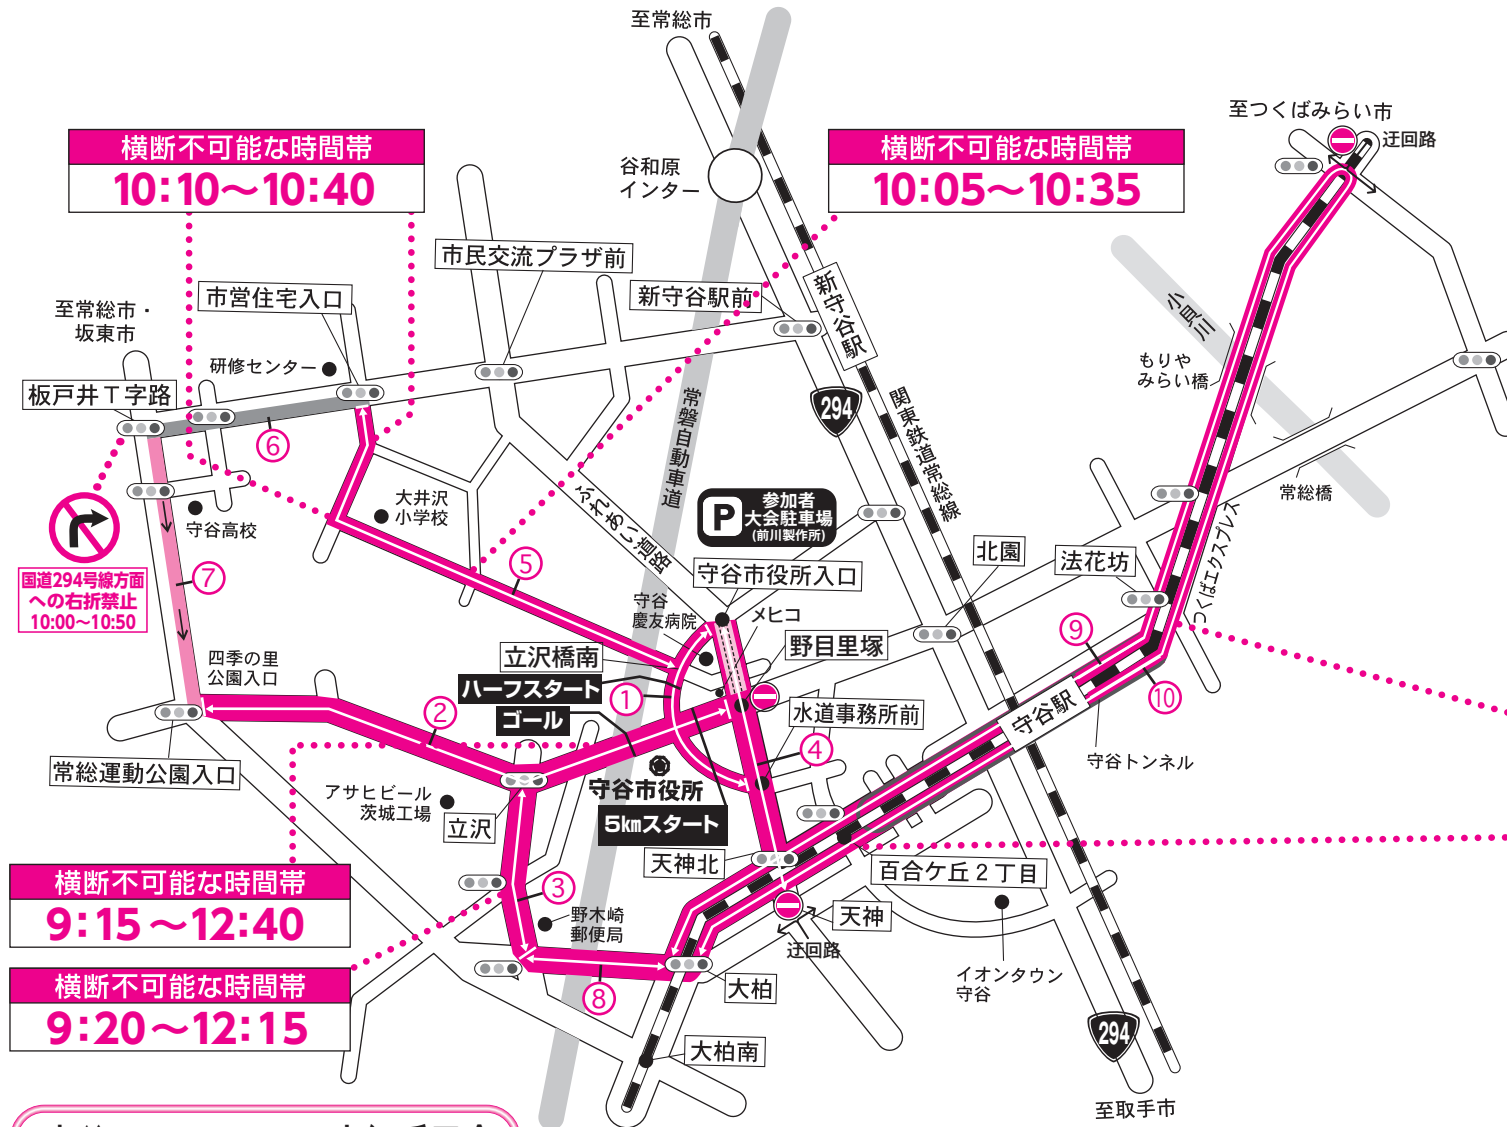 至常総市
至つくばみらい市
迂回路
横断不可能な時間帯
10:10〜10:40
横断不可能な時間帯
10:05〜10:35
谷和原
インター
市民交流プラザ前
市営住宅入口
新守谷駅前
新守谷駅
小貝川
至常総市・
坂東市
研修センター
もりや
みらい橋
板戸井T字路
常磐自動車道
294
関東鉄道常総線
⑥
大井沢
小学校
守谷高校
ふれあい道路
P
参加者
大会駐車場
(前川製作所)
常総橋
つくばエクスプレス
北園
法花坊
国道294号線方面
への右折禁止
10:00〜10:50
⑦
⑤
守谷市役所入口
守谷
慶友病院
メヒコ
野目里塚
⑨
四季の里
公園入口
立沢橋南
ハーフスタート
①
ゴール
②
水道事務所前
守谷駅
⑩
④
守谷トンネル
常総運動公園入口
アサヒビール
茨城工場
守谷市役所
5kmスタート
立沢
天神北
百合ケ丘2丁目
横断不可能な時間帯
9:15〜12:40
③
野木崎
郵便局
天神
迂回路
イオンタウン
守谷
横断不可能な時間帯
9:20〜12:15
⑧
大柏
大柏南
294
至取手市